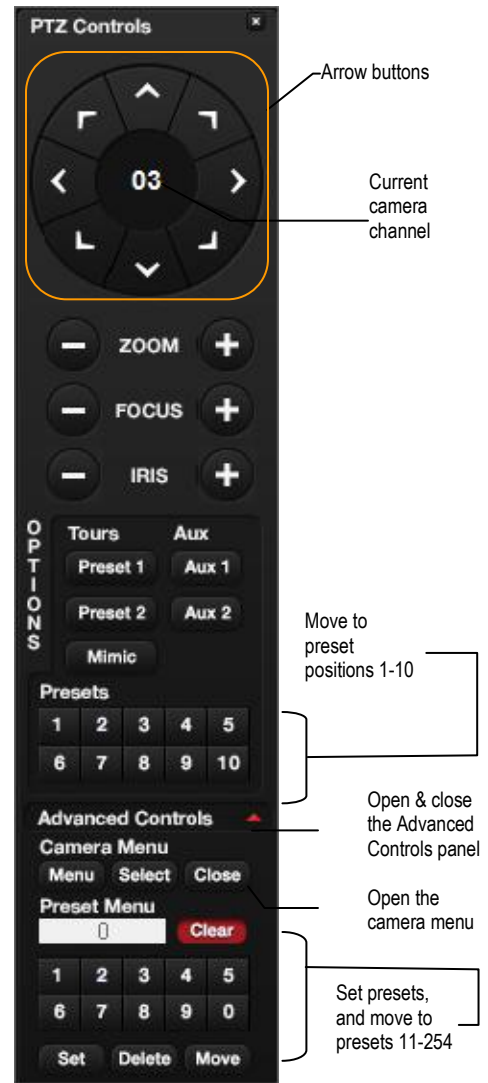 PTZ Controls
Arrow buttons
03
Current
camera
channel
ZOOM
FOCUS
IRIS
OPTIONS
Tours Aux
Preset 1 Aux 1
Preset 2 Aux 2
Mimic
Move to
preset
positions 1-10
Presets
1 2 3 4 5
6 7 8 9 10
Advanced Controls
Open & close
the Advanced
Controls panel
Camera Menu
Menu Select Close
Open the
camera menu
Preset Menu
0 Clear
1 2 3 4 5
6 7 8 9 0
Set Delete Move
Set presets,
and move to
presets 11-254